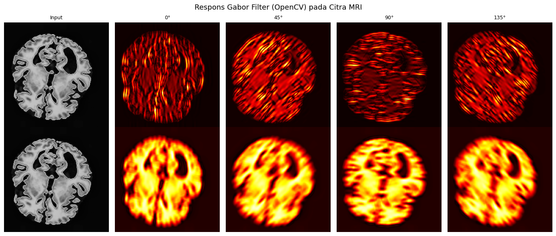 Respons Gabor Filter (OpenCV) pada Citra MRI
Input
0°
45°
90°
135°